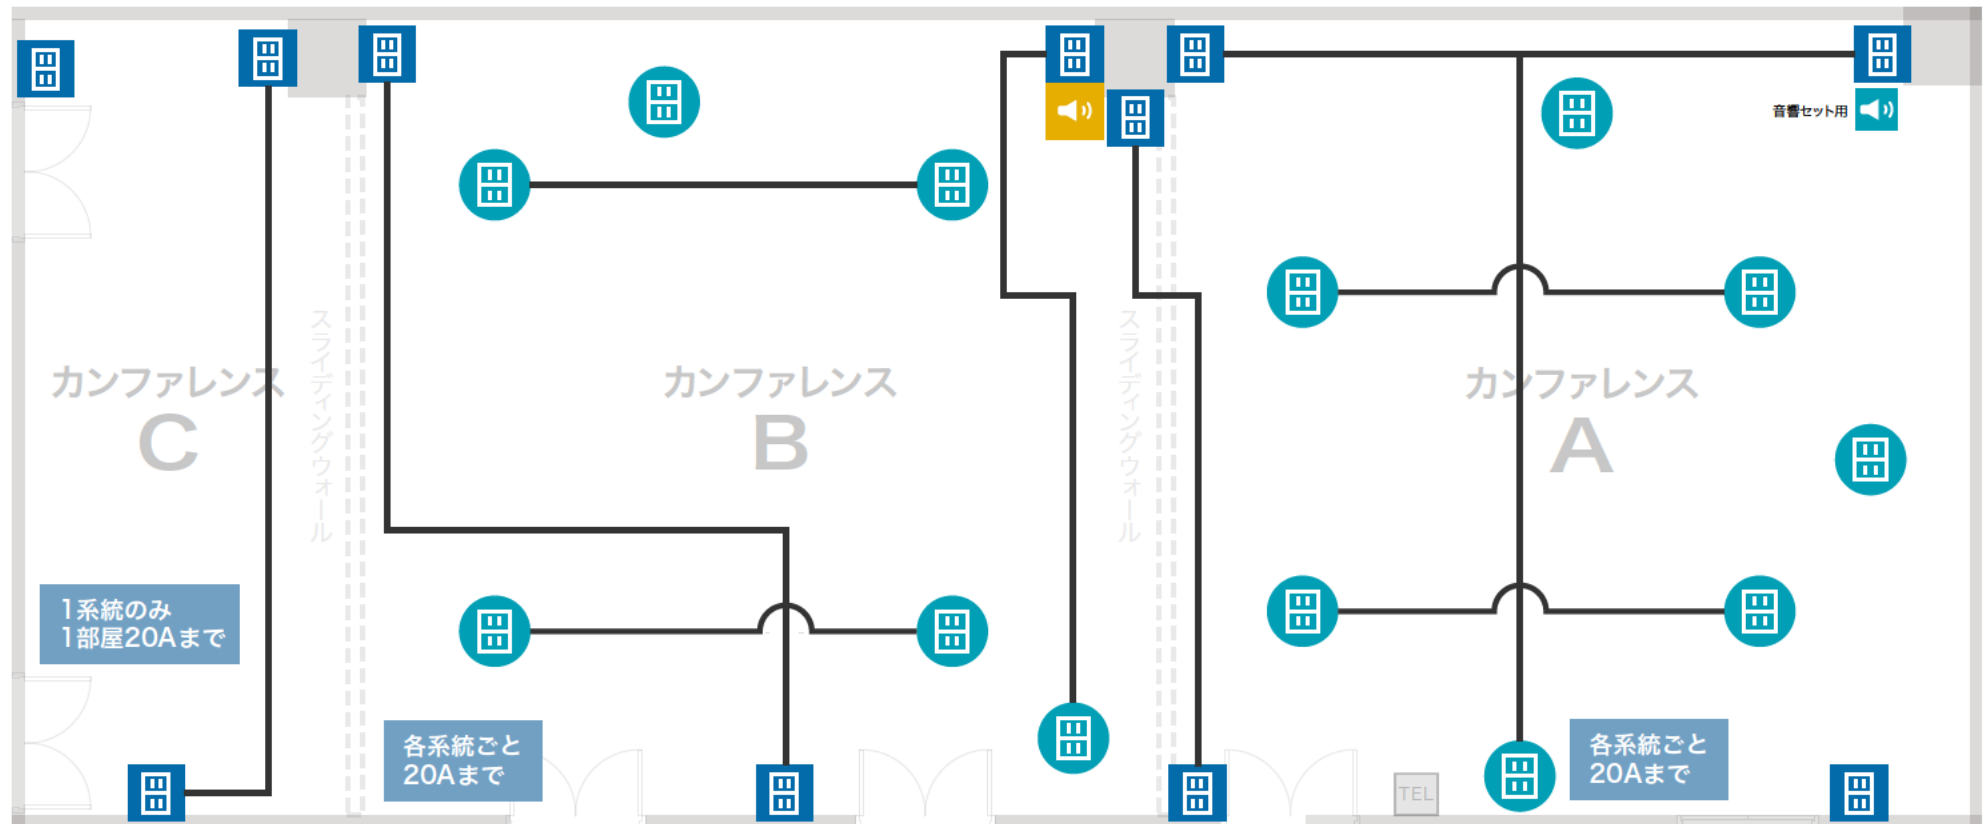 音響セット用
スライディングウォール
スライディングウォール
カンファレンス
C
カンファレンス
B
カンファレンス
A
1系統のみ
1部屋20Aまで
各系統ごと
20Aまで
各系統ごと
20Aまで
TEL